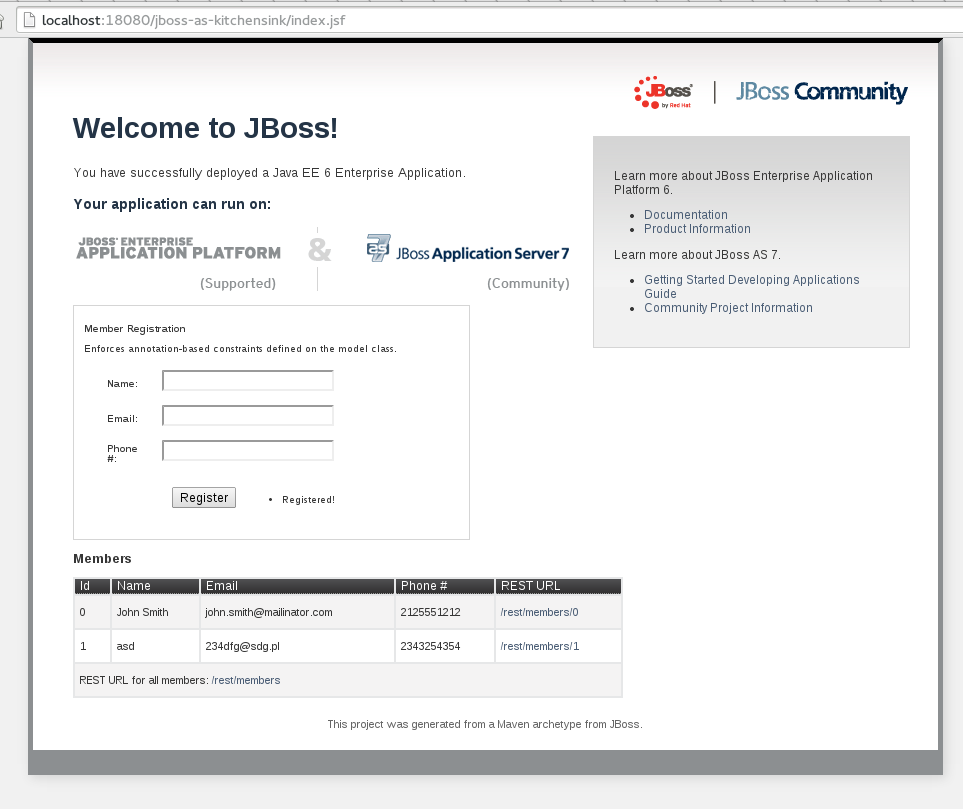 localhost:18080/jboss-as-kitchensink/index.jsf
JBoss by Red Hat | JBoss Community
Welcome to JBoss!
You have successfully deployed a Java EE 6 Enterprise Application.
Your application can run on:
JBOSS ENTERPRISE
APPLICATION PLATFORM
(Supported)
&
as 7 JBoss Application Server 7
(Community)
Learn more about JBoss Enterprise Application
Platform 6.
• Documentation
• Product Information
Learn more about JBoss AS 7.
• Getting Started Developing Applications
Guide
• Community Project Information
Member Registration
Enforces annotation-based constraints defined on the model class.
Name:
Email:
Phone
#:
Register • Registered!
Members
Id Name Email Phone # REST URL
0 John Smith john.smith@mailinator.com 2125551212 /rest/members/0
1 asd 234dfg@sdg.pl 2343254354 /rest/members/1
REST URL for all members: /rest/members
This project was generated from a Maven archetype from JBoss.